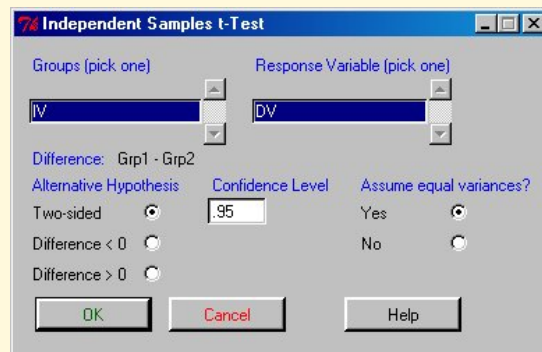 Independent Samples t-Test
Groups (pick one) Response Variable (pick one)
IV DV
Difference: Grp1 - Grp2
Alternative Hypothesis Confidence Level Assume equal variances?
Two-sided .95 Yes
Difference < 0 No
Difference > 0
OK Cancel Help